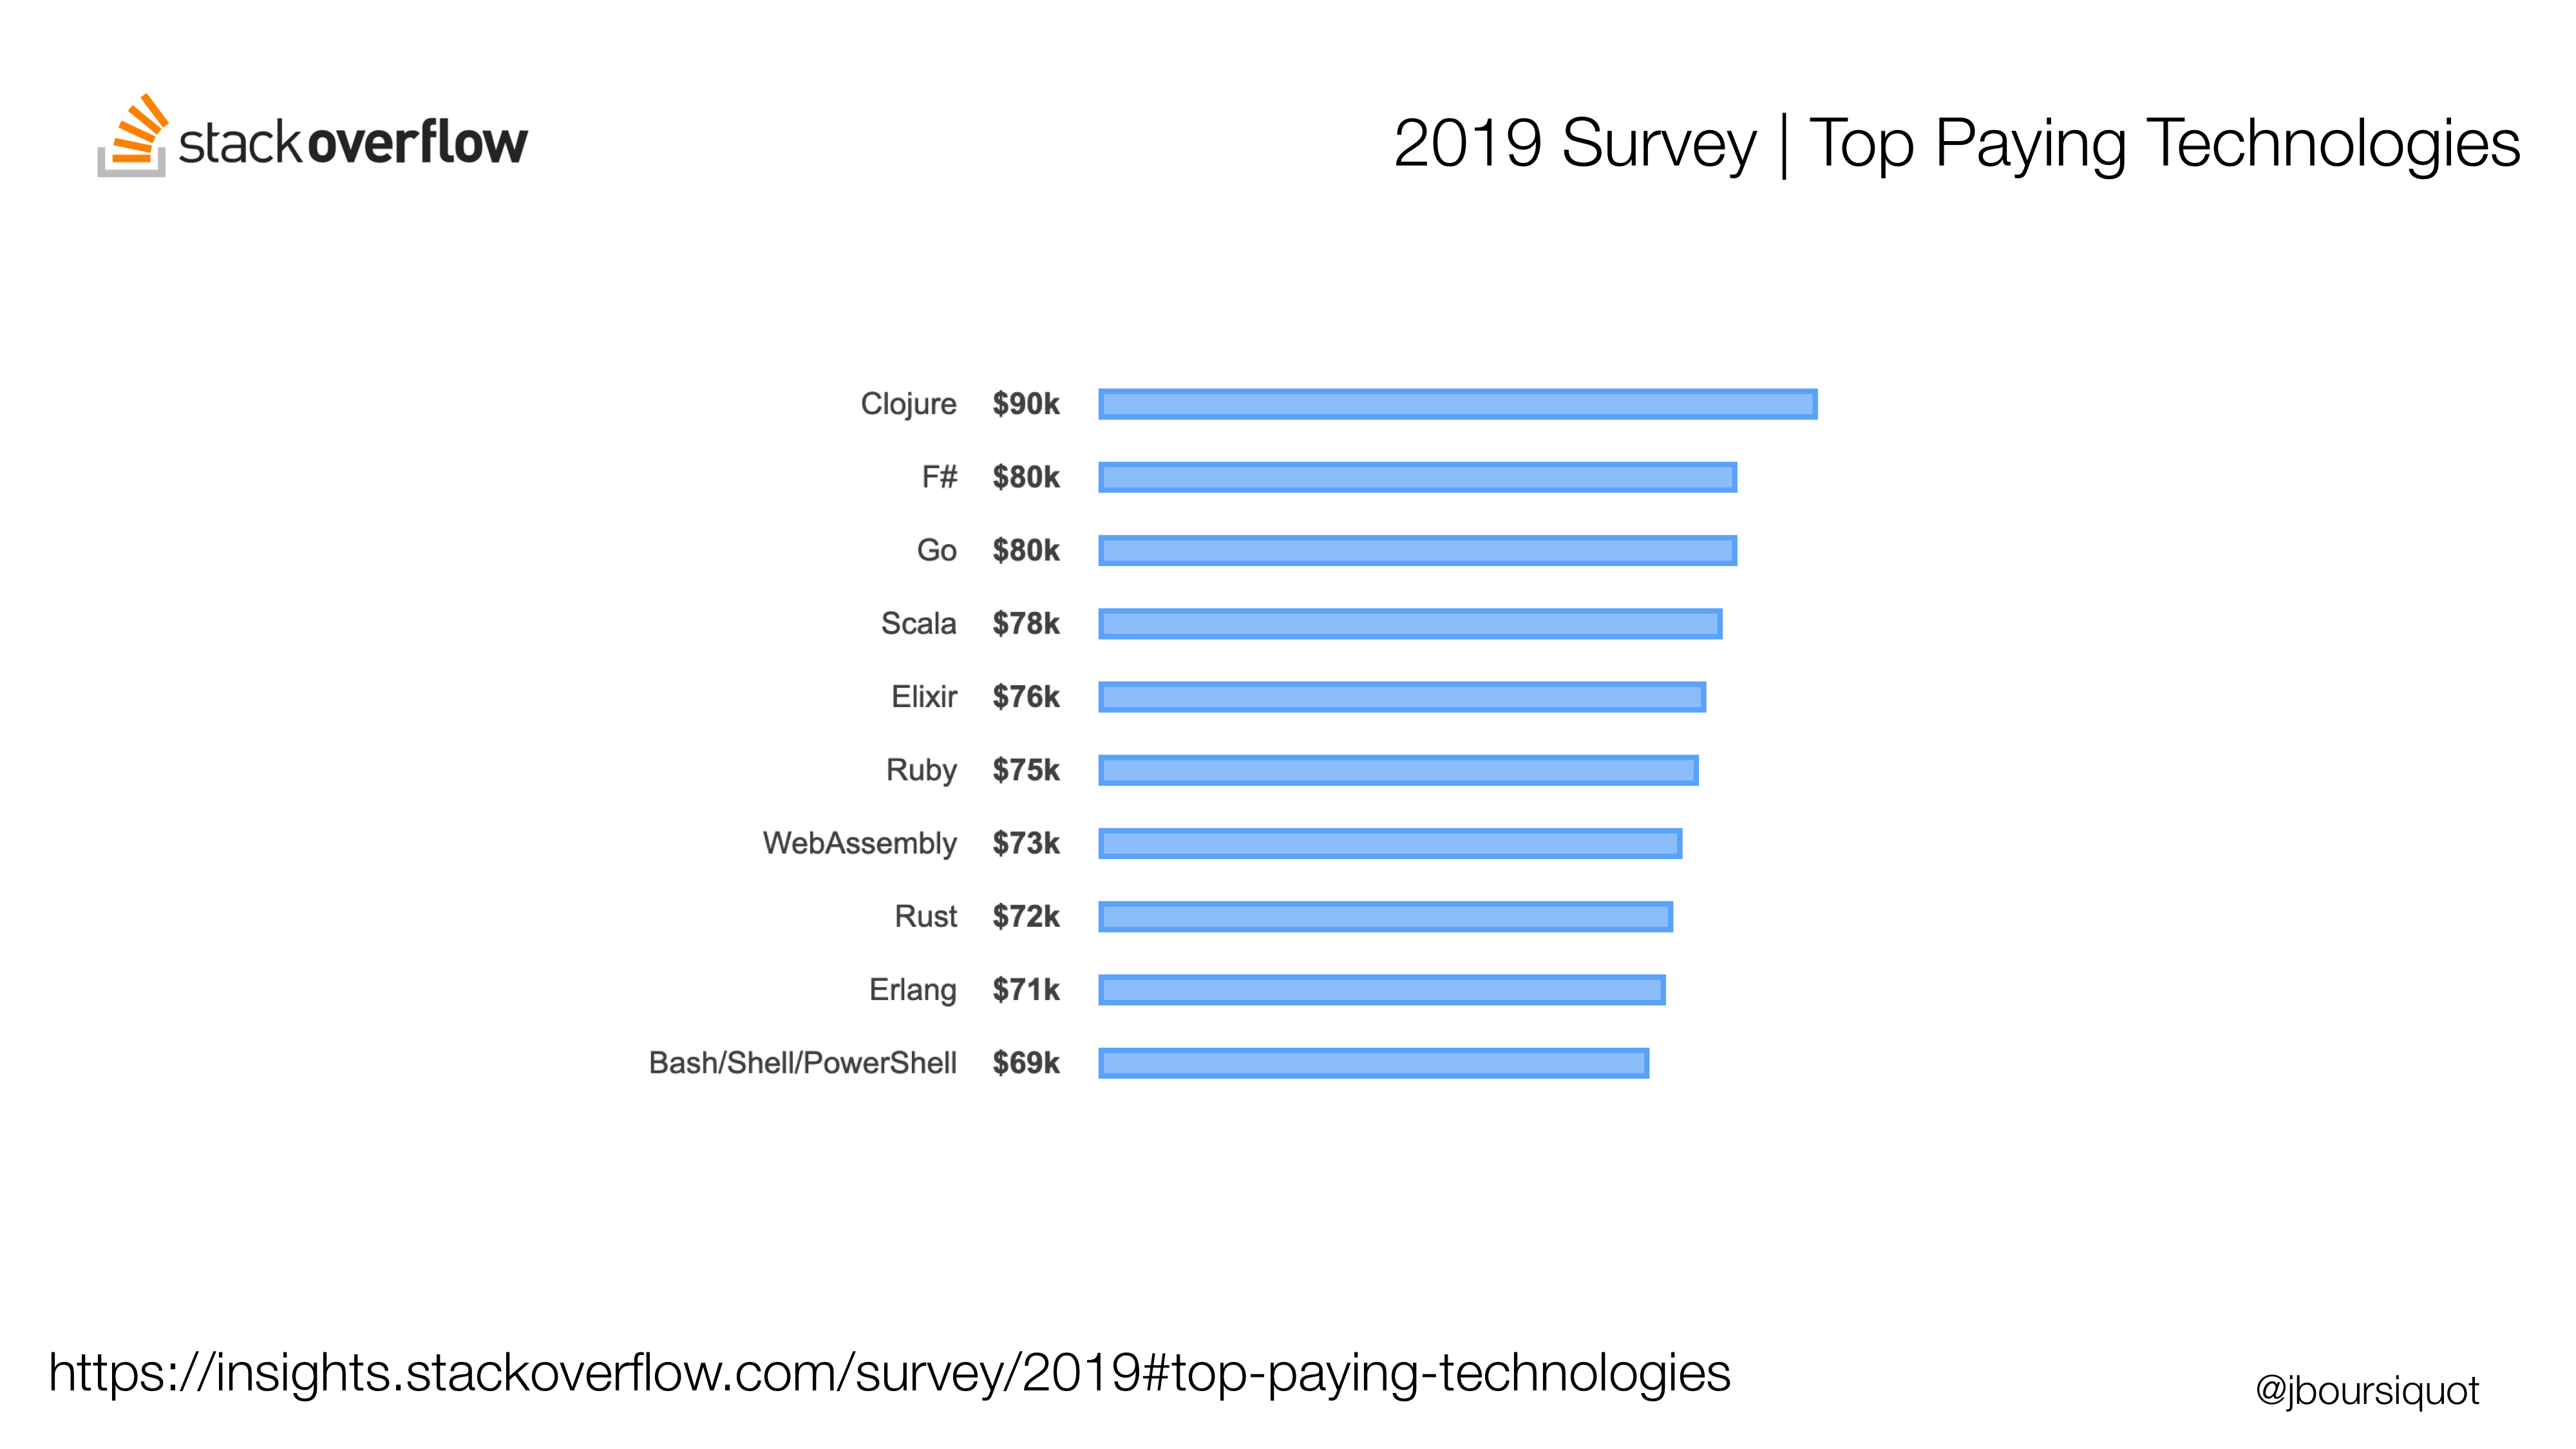 stackoverflow
2019 Survey | Top Paying Technologies
Clojure $90k
F# $80k
Go $80k
Scala $78k
Elixir $76k
Ruby $75k
WebAssembly $73k
Rust $72k
Erlang $71k
Bash/Shell/PowerShell $69k
https://insights.stackoverflow.com/survey/2019#top-paying-technologies
@jboursiquot